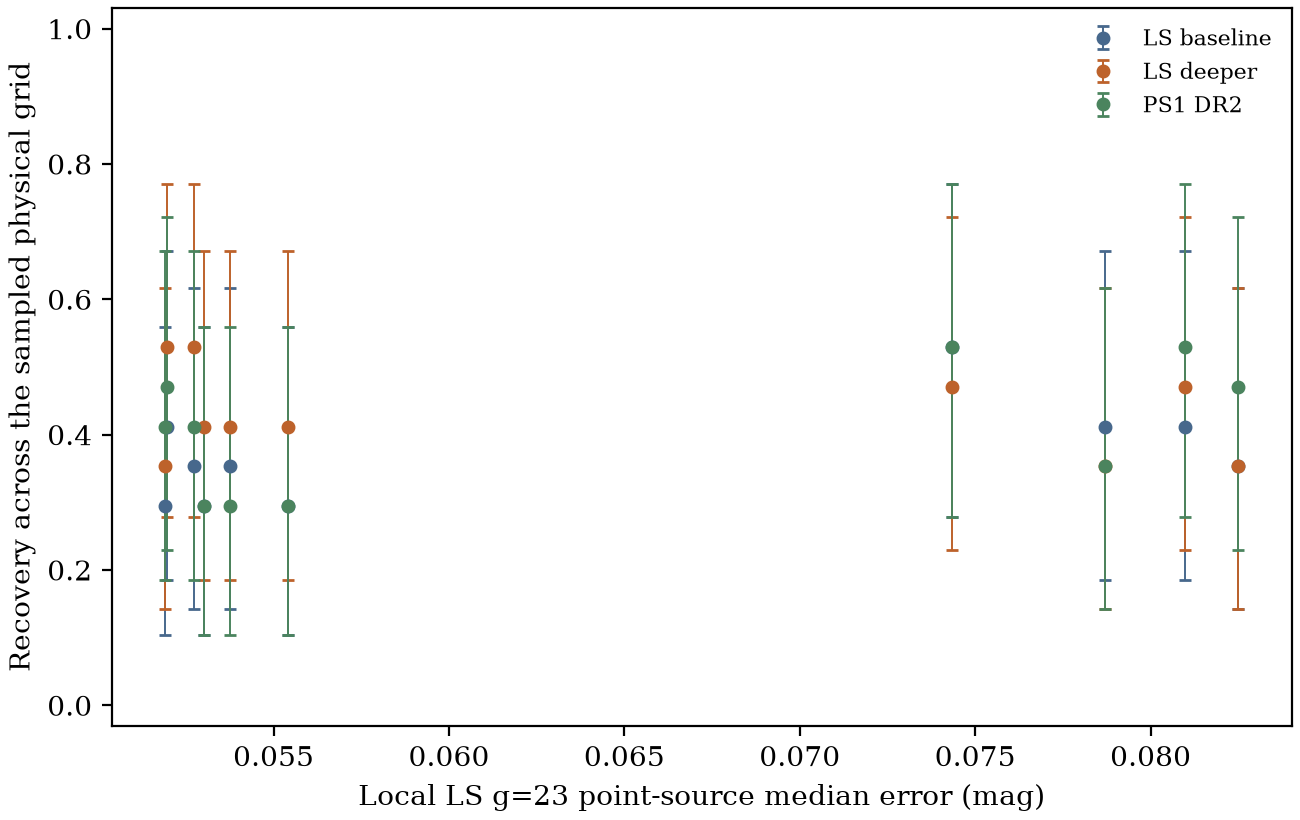 Recovery across the sampled physical grid
1.0
0.8
0.6
0.4
0.2
0.0
LS baseline
LS deeper
PS1 DR2
0.055
0.060
0.065
0.070
0.075
0.080
Local LS g=23 point-source median error (mag)